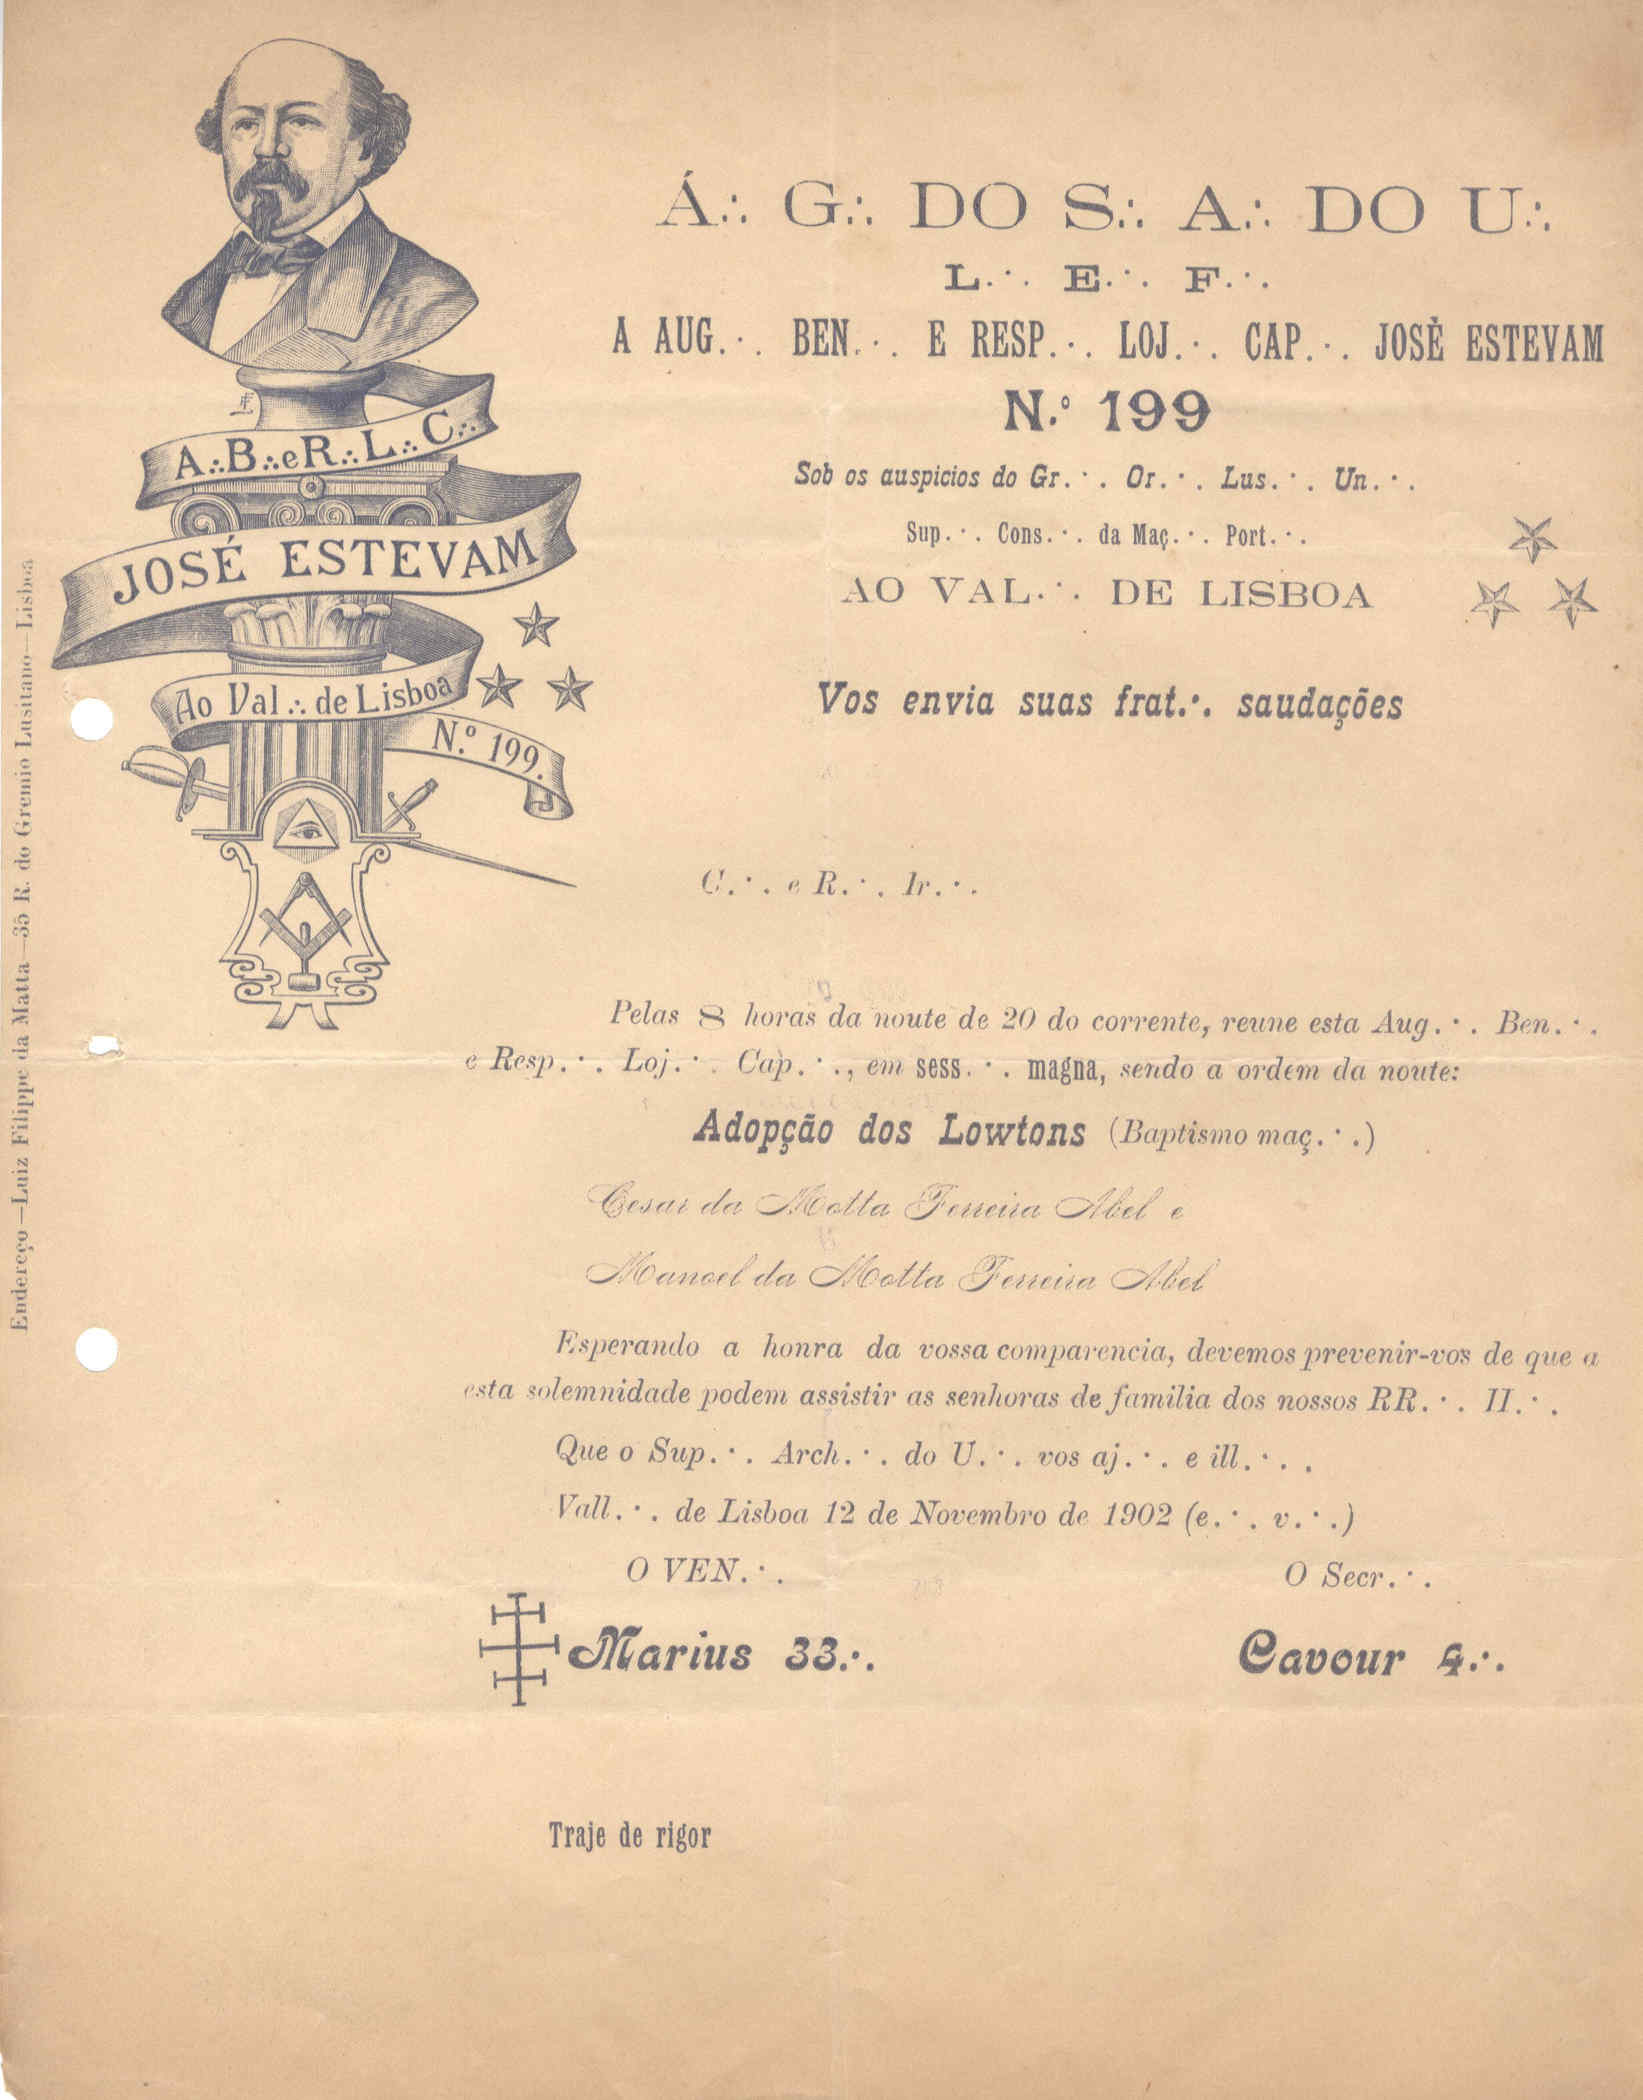 Á∴ G∴ DO S∴ A∴ DO U∴
L∴ E∴ F∴
A AUG∴ BEN∴ E RESP∴ LOJ∴ CAP∴ JOSÈ ESTEVAM
N.º 199
Sob os auspicios do Gr∴ Or∴ Lus∴ Un∴
Sup∴ Cons∴ da Maç∴ Port∴
AO VAL∴ DE LISBOA
Vos envia suas frat∴ saudações
A∴B∴eR∴L∴C∴
JOSÉ ESTEVAM
Ao Val∴ de Lisboa
N.º 199.
Endereço—Luiz Filippe da Matta—35 R. do Gremio Lusitano—Lisboa
C∴ e R∴ Ir∴
Pelas 8 horas da noute de 20 do corrente, reune esta Aug∴ Ben∴
e Resp∴ Loj∴ Cap∴, em sess∴ magna, sendo a ordem da noute:
Adopção dos Lowtons (Baptismo maç∴)
Cesar da Motta Ferreira Abel e
Manoel da Motta Ferreira Abel
Esperando a honra da vossa comparencia, devemos prevenir-vos de que a
esta solemnidade podem assistir as senhoras de familia dos nossos RR∴ II∴
Que o Sup∴ Arch∴ do U∴ vos aj∴ e ill∴.
Vall∴ de Lisboa 12 de Novembro de 1902 (e∴ v∴)
O VEN∴
O Secr∴
Marius 33∴
Cavour 4∴
Traje de rigor